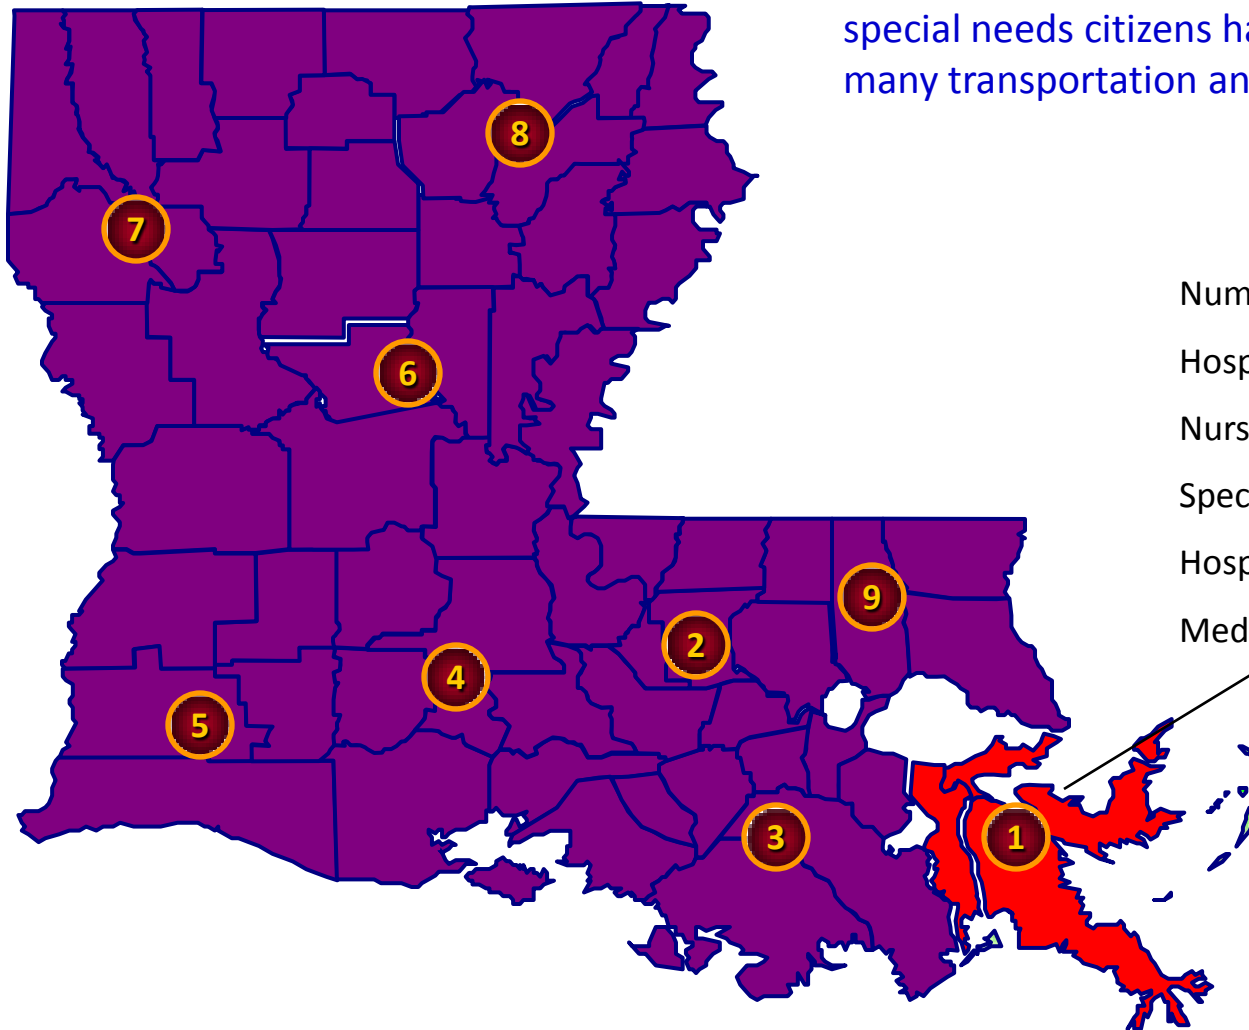 special needs citizens ha
many transportation an
8
7
Num
Hosp
6
Nurs
Spec
Hosp
9
Med
2
4
5
3
1